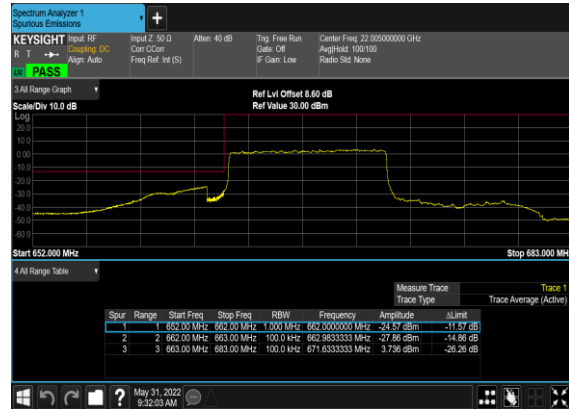 Spectrum Analyzer 1
Spurious Emissions
KEYSIGHT Input: RF Input Z: 50 Ω Atten: 40 dB Trig: Free Run Center Freq: 22.005000000 GHz
R T Coupling: DC Corr CCorr Gate: Off Avg|Hold: 100/100
Align: Auto Freq Ref: Int (S) IF Gain: Low Radio Std: None
PASS
3 All Range Graph
Ref Lvl Offset 8.60 dB
Scale/Div 10.0 dB Ref Value 30.00 dBm
Log
20.0
10.0
0.00
-10.0
-20.0
-30.0
-40.0
-50.0
-60.0
Start 652.000 MHz Stop 683.000 MH
4 All Range Table
Measure Trace Trace 1
Trace Type Trace Average (Active)
Spur Range Start Freq Stop Freq RBW Frequency Amplitude ΔLimit
1 1 652.00 MHz 662.00 MHz 1.000 MHz 662.0000000 MHz -24.57 dBm -11.57 dB
2 2 662.00 MHz 663.00 MHz 100.0 kHz 662.9833333 MHz -27.86 dBm -14.86 dB
3 3 663.00 MHz 683.00 MHz 100.0 kHz 671.6333333 MHz 3.736 dBm -26.26 dB
? May 31, 2022
9:32:03 AM